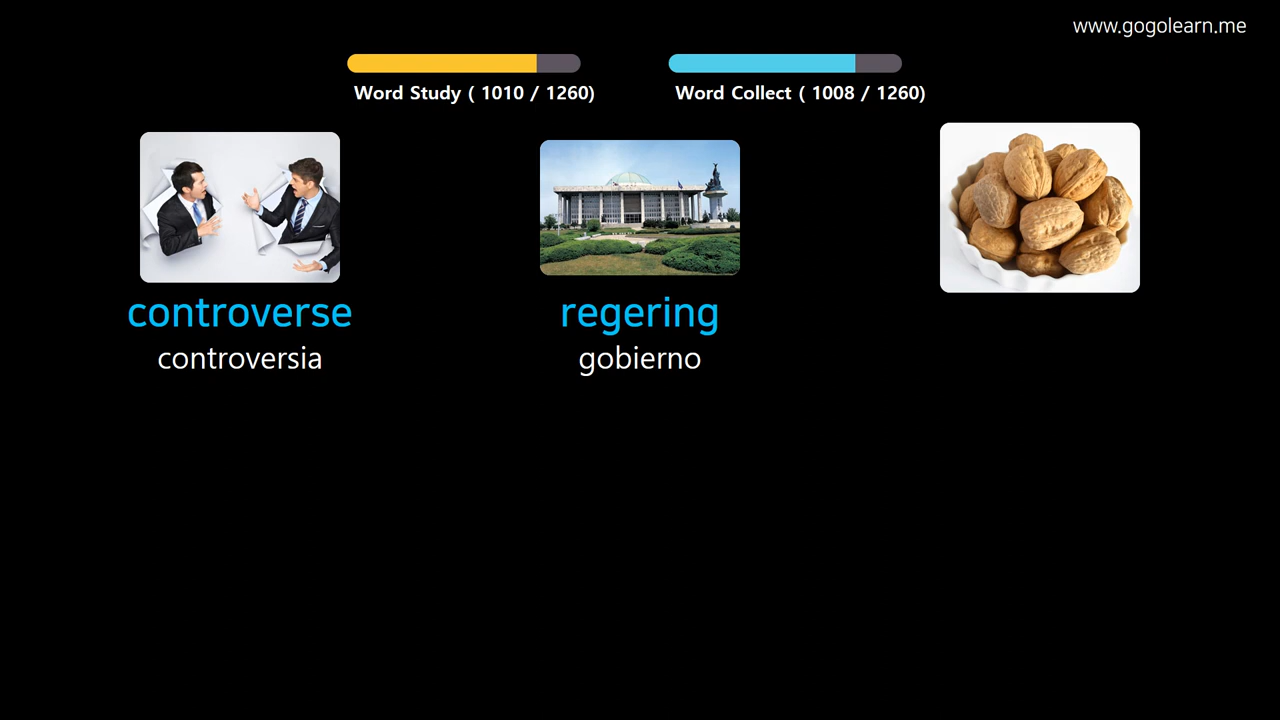 www.gogolearn.me
Word Study ( 1010 / 1260)
Word Collect ( 1008 / 1260)
controverse
controversia
regering
gobierno